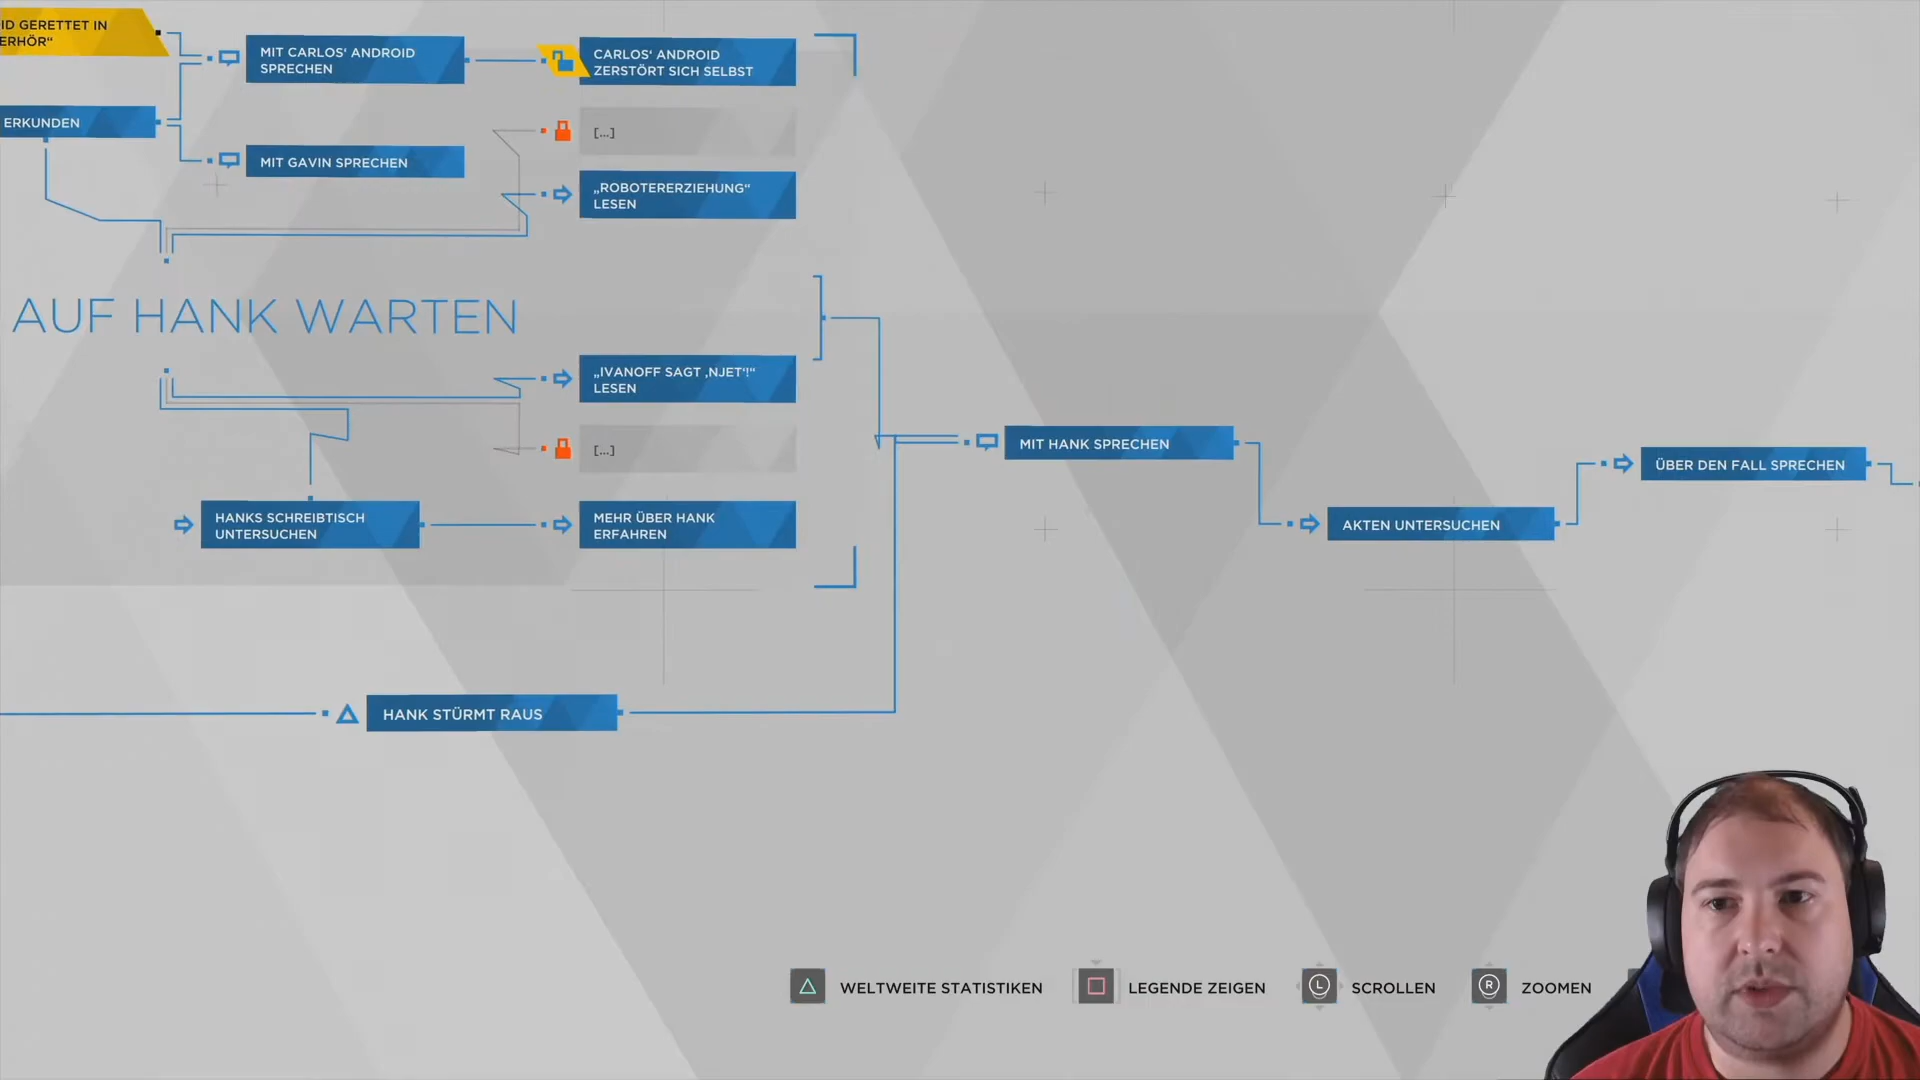 ID GERETTET IN
ERHÖR“
MIT CARLOS‘ ANDROID
SPRECHEN
CARLOS‘ ANDROID
ZERSTÖRT SICH SELBST
ERKUNDEN
[...]
MIT GAVIN SPRECHEN
„ROBOTERERZIEHUNG“
LESEN
AUF HANK WARTEN
„IVANOFF SAGT ‚NJET‘!“
LESEN
[...]
MIT HANK SPRECHEN
ÜBER DEN FALL SPRECHEN
HANKS SCHREIBTISCH
UNTERSUCHEN
MEHR ÜBER HANK
ERFAHREN
AKTEN UNTERSUCHEN
HANK STÜRMT RAUS
WELTWEITE STATISTIKEN
LEGENDE ZEIGEN
L
SCROLLEN
R
ZOOMEN